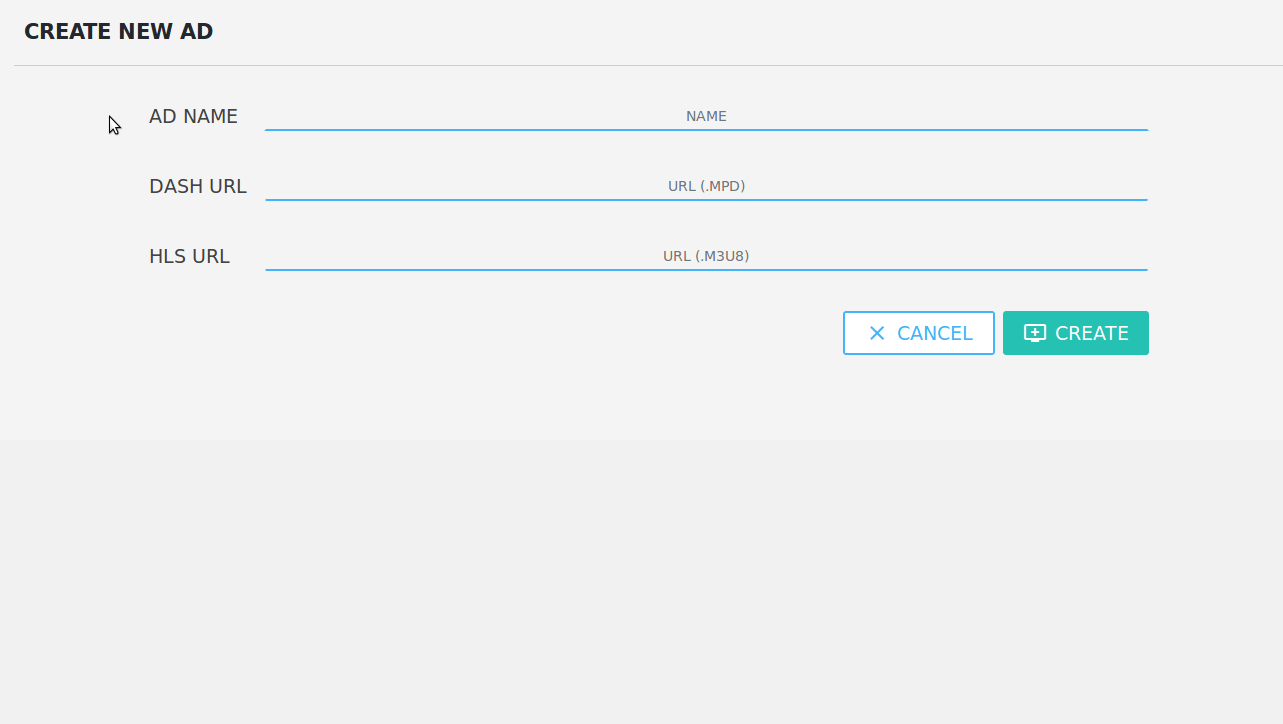 CREATE NEW AD
AD NAME NAME
DASH URL URL (.MPD)
HLS URL URL (.M3U8)
CANCEL CREATE